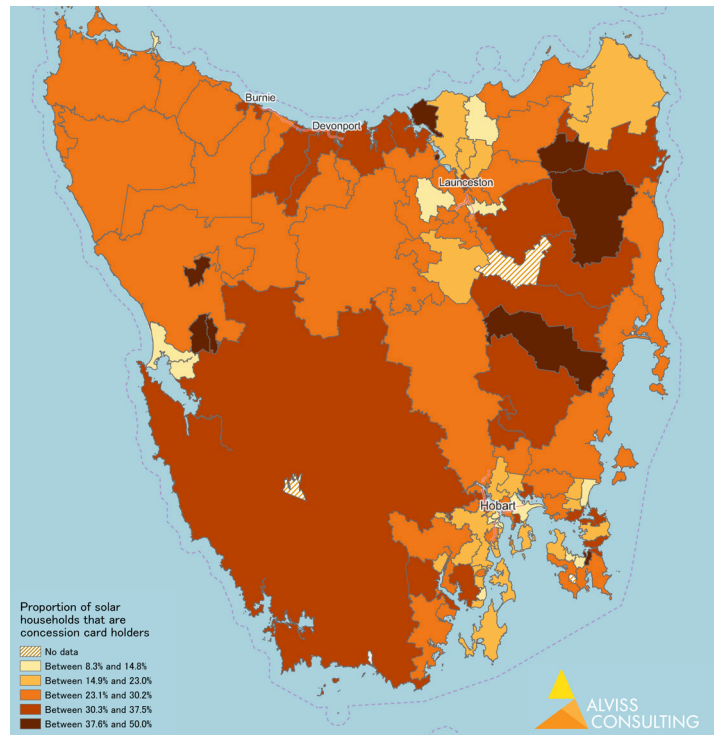 Burnie
Devonport
Launceston
Hobart
Proportion of solar
households that are
concession card holders
No data
Between 8.3% and 14.8%
Between 14.9% and 23.0%
Between 23.1% and 30.2%
Between 30.3% and 37.5%
Between 37.6% and 50.0%
ALVISS
CONSULTING